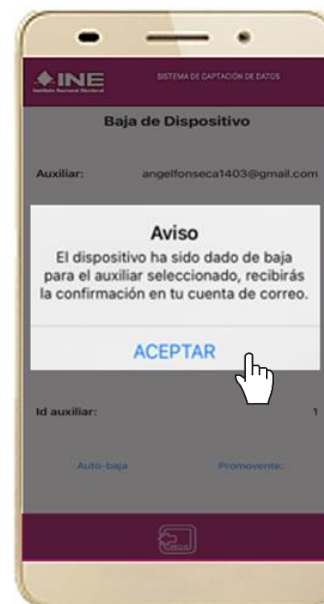 INE
Instituto Nacional Electoral
SISTEMA DE CAPTACIÓN DE DATOS
Baja de Dispositivo
Auxiliar: angelfonseca1403@gmail.com
Aviso
El dispositivo ha sido dado de baja
para el auxiliar seleccionado, recibirás
la confirmación en tu cuenta de correo.
ACEPTAR
Id auxiliar: 1
Auto-baja Promovente: